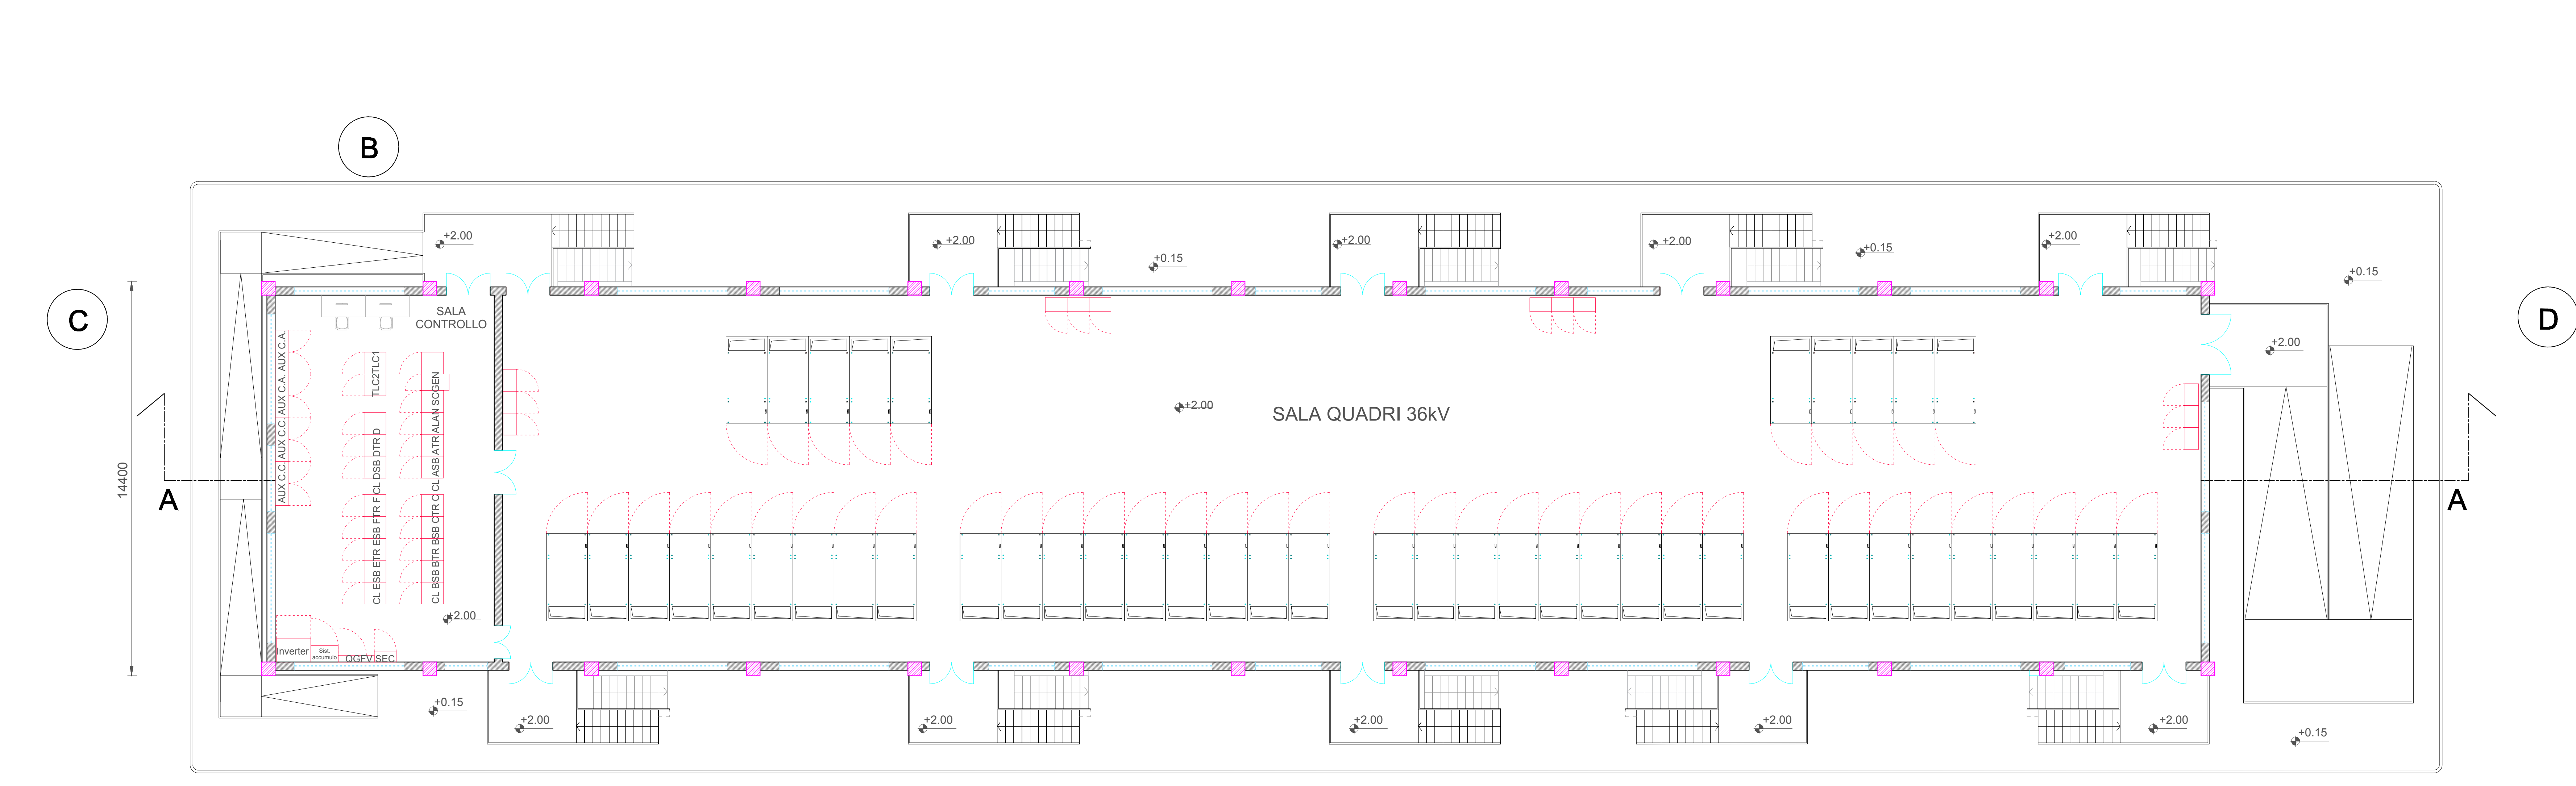 B
C
D
+2.00
+2.00
+2.00
+2.00
+2.00
+0.15
+0.15
+0.15
SALA
CONTROLLO
SALA QUADRI 36kV
+2.00
+2.00
14400
A
A
AUX C.A.
AUX C.A.
AUX C.C.
AUX C.C.
TLC1
TLC2
CL DSB DTR D
CL ESB ETR ESB FTR F
SCGEN
CL ASB ATR ALAN
CL BSB BTR BSB CTR C
+2.00
Inverter
Sist.
accumulo
QGFV
SEC
+0.15
+2.00
+2.00
+2.00
+2.00
+2.00
+0.15